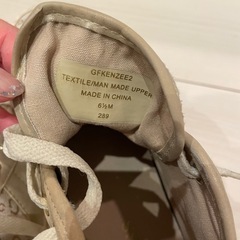 GFKENZEE2
TEXTILE/MAN MADE UPPER
MADE IN CHINA
6½M
289